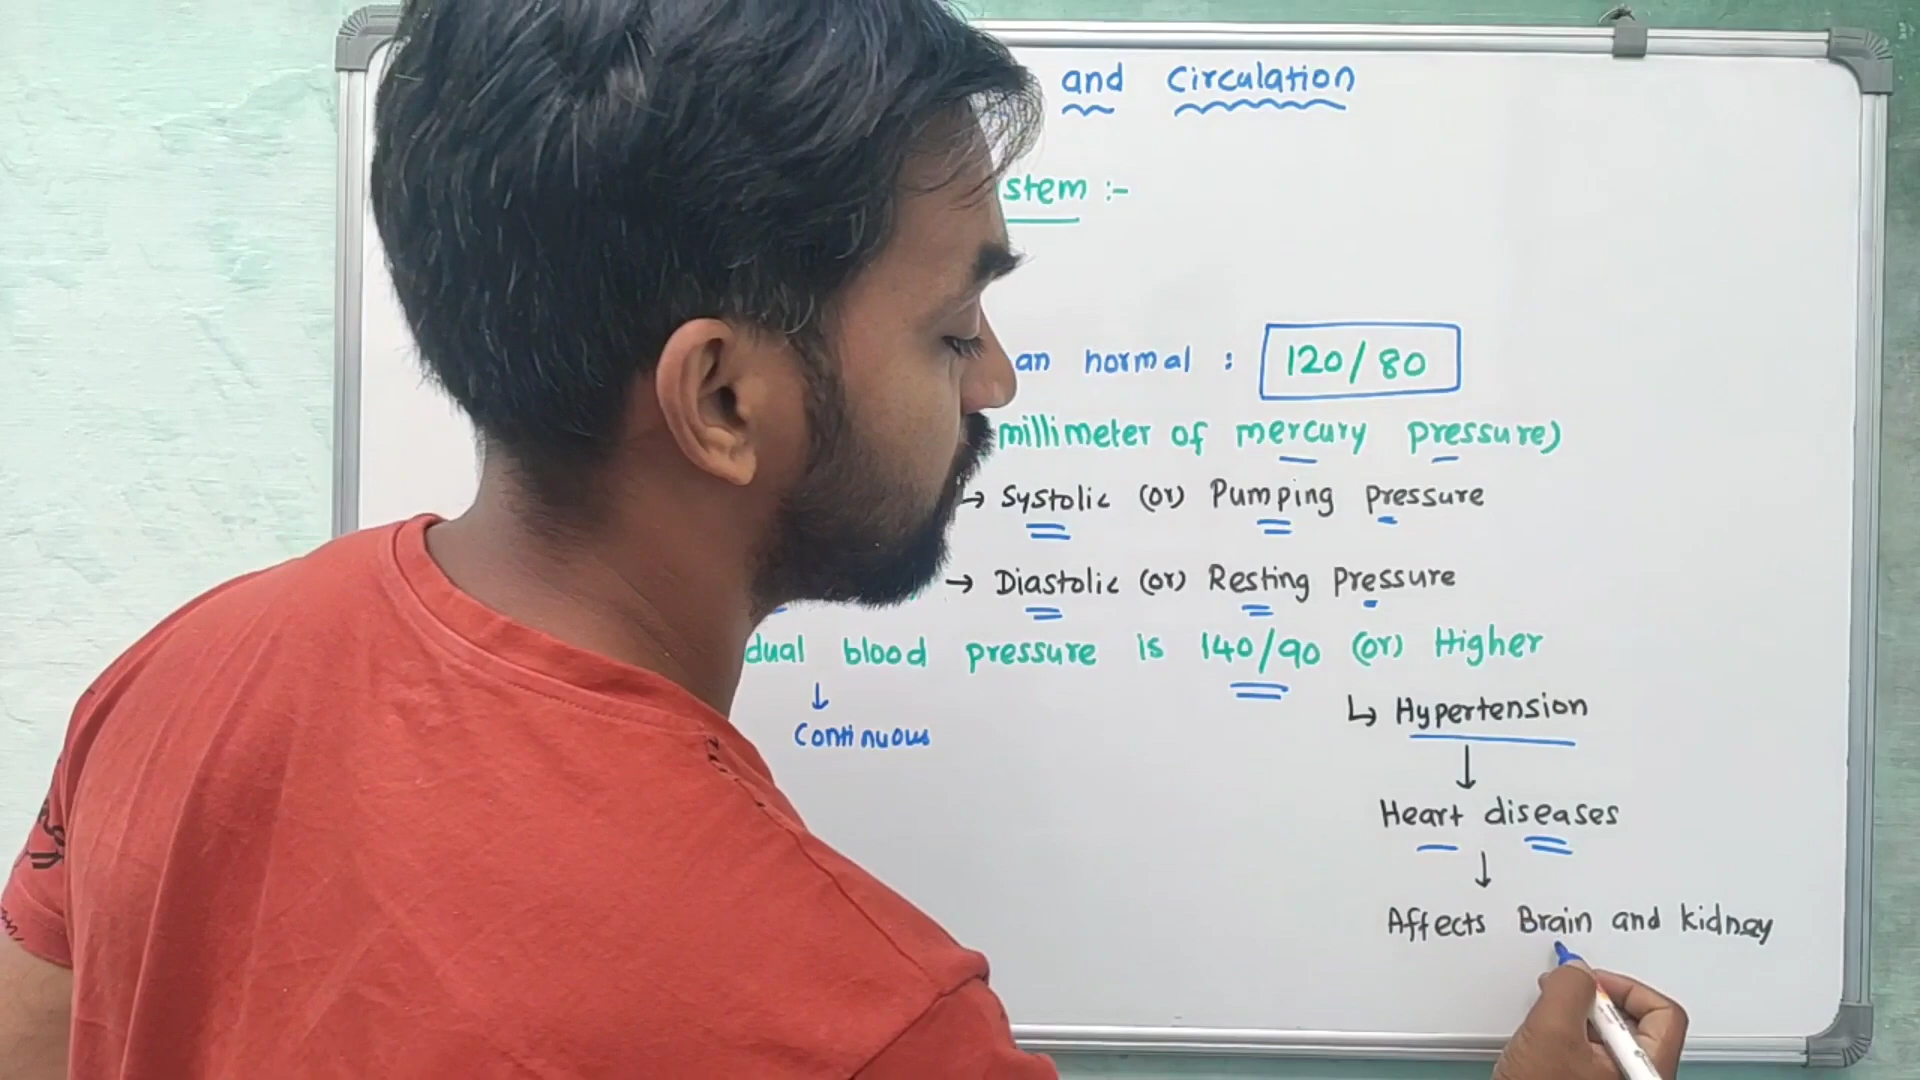 and Circulation
stem :-
an normal : 120/80
millimeter of mercury pressure)
→ Systolic (or) Pumping pressure
→ Diastolic (or) Resting Pressure
dual blood pressure is 140/90 (or) Higher
↓ ↳ Hypertension
Continuous
↓
Heart diseases
↓
Affects Brain and kidney